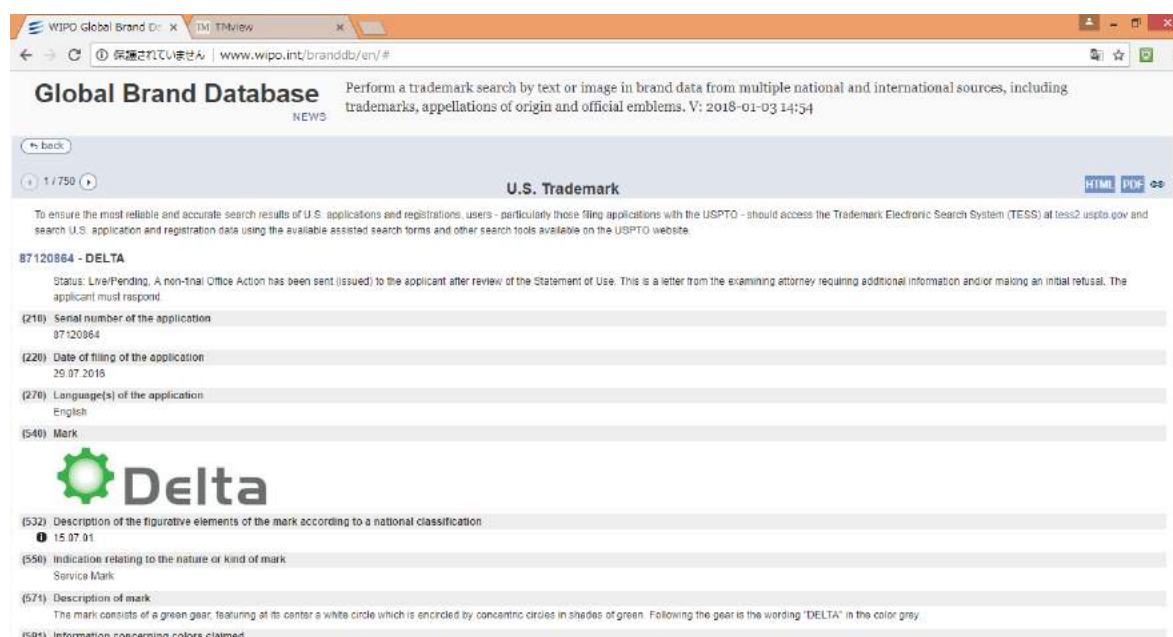 WIPO Global Brand Da
TMview
保護されていません | www.wipo.int/branddb/en/#
Global Brand Database
NEWS
Perform a trademark search by text or image in brand data from multiple national and international sources, including
trademarks, appellations of origin and official emblems. V: 2018-01-03 14:54
back
1 / 750
U.S. Trademark
HTML PDF
To ensure the most reliable and accurate search results of U.S. applications and registrations, users - particularly those filing applications with the USPTO - should access the Trademark Electronic Search System (TESS) at tess2.uspto.gov and
search U.S. application and registration data using the available assisted search forms and other search tools available on the USPTO website.
87120864 - DELTA
Status: Live/Pending, A non-final Office Action has been sent (issued) to the applicant after review of the Statement of Use. This is a letter from the examining attorney requiring additional information and/or making an initial refusal. The
applicant must respond.
(210) Serial number of the application
87120864
(220) Date of filing of the application
29.07.2016
(270) Language(s) of the application
English
(540) Mark
Delta
(532) Description of the figurative elements of the mark according to a national classification
15.07.01
(550) Indication relating to the nature or kind of mark
Service Mark
(571) Description of mark
The mark consists of a green gear, featuring at its center a white circle which is encircled by concentric circles in shades of green. Following the gear is the wording "DELTA" in the color grey.
(591) Information concerning colors claimed